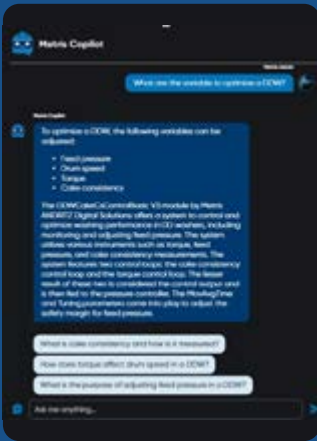 Metris Copilot
What are the variable to optimize a DDW?
Metris Copilot
To optimize a DDW, the following variables can be
adjusted:
• Feed pressure
• Drum speed
• Torque
• Cake consistency
The DDWCakeCsControlBasic V3 module by Metris
ANDRITZ Digital Solutions offers a system to control and
optimize washing performance in DD washers, including
monitoring and adjusting feed pressure. The system
utilizes various instruments such as torque, feed
pressure, and cake consistency measurements. The
system features two control loops: the cake consistency
control loop and the torque control loop. The lesser
result of these two is considered the control output and
is then fed to the pressure controller. The MovAvgTime
and Tuning parameters come into play to adjust the
safety margin for feed pressure.
What is cake consistency and how is it measured?
How does torque affect drum speed in a DDW?
What is the purpose of adjusting feed pressure in a DDW?
Ask me anything...